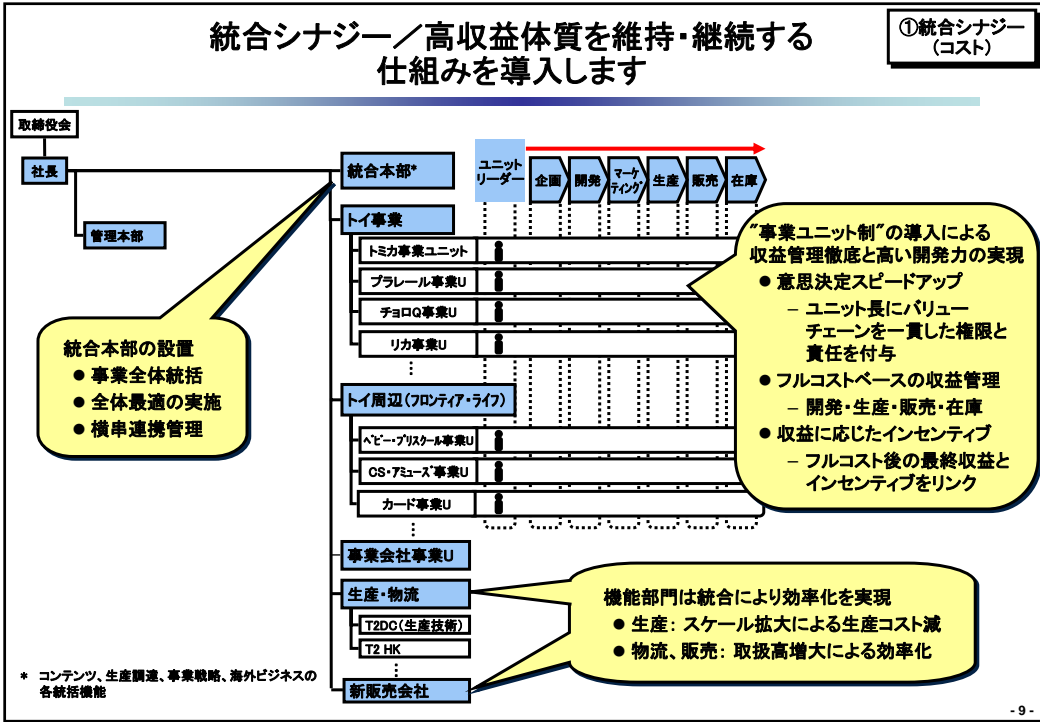 統合シナジー／高収益体質を維持・継続する
仕組みを導入します
①統合シナジー
(コスト)
取締役会
社長
管理本部
統合本部*
ユニット
リーダー
企画
開発
マーケ
ティング
生産
販売
在庫
トイ事業
トミカ事業ユニット
プラレール事業U
チョロQ事業U
リカ事業U
⋮
トイ周辺(フロンティア・ライフ)
ベビー・プリスクール事業U
CS・アミューズ事業U
カード事業U
⋮
事業会社事業U
生産・物流
T2DC(生産技術)
T2 HK
⋮
新販売会社
統合本部の設置
● 事業全体統括
● 全体最適の実施
● 横串連携管理
"事業ユニット制"の導入による
収益管理徹底と高い開発力の実現
● 意思決定スピードアップ
– ユニット長にバリュー
チェーンを一貫した権限と
責任を付与
● フルコストベースの収益管理
– 開発・生産・販売・在庫
● 収益に応じたインセンティブ
– フルコスト後の最終収益と
インセンティブをリンク
機能部門は統合により効率化を実現
● 生産： スケール拡大による生産コスト減
● 物流、販売： 取扱高増大による効率化
* コンテンツ、生産調達、事業戦略、海外ビジネスの
各統括機能
- 9 -